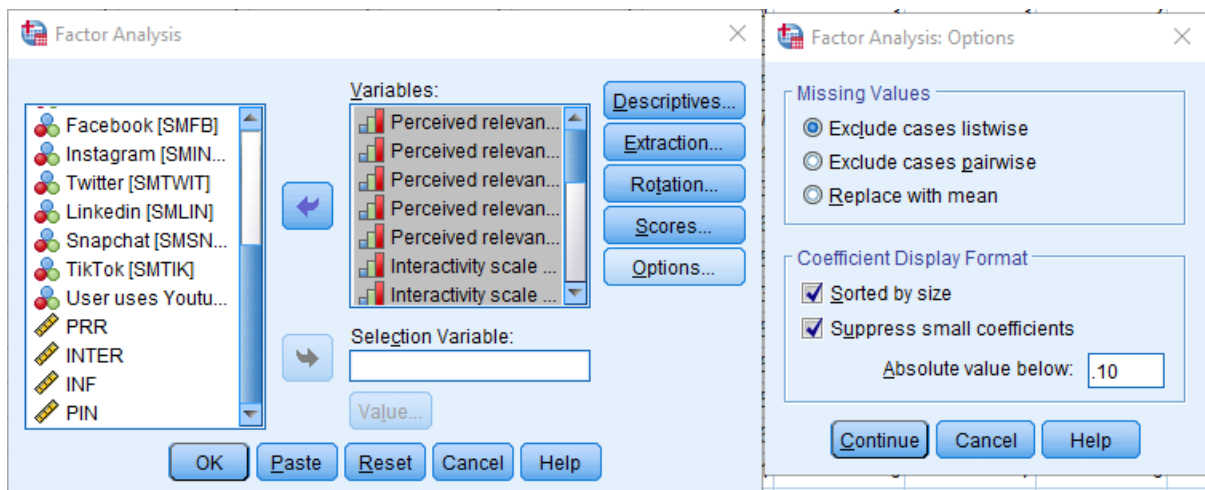 Factor Analysis
Facebook [SMFB]
Instagram [SMIN...
Twitter [SMTWIT]
Linkedin [SMLIN]
Snapchat [SMSN...
TikTok [SMTIK]
User uses Youtu...
PRR
INTER
INF
PIN
Variables:
Perceived relevan...
Perceived relevan...
Perceived relevan...
Perceived relevan...
Perceived relevan...
Interactivity scale ...
Interactivity scale ...
Selection Variable:
Value...
Descriptives...
Extraction...
Rotation...
Scores...
Options...
OK Paste Reset Cancel Help
Factor Analysis: Options
Missing Values
Exclude cases listwise
Exclude cases pairwise
Replace with mean
Coefficient Display Format
Sorted by size
Suppress small coefficients
Absolute value below: .10
Continue Cancel Help